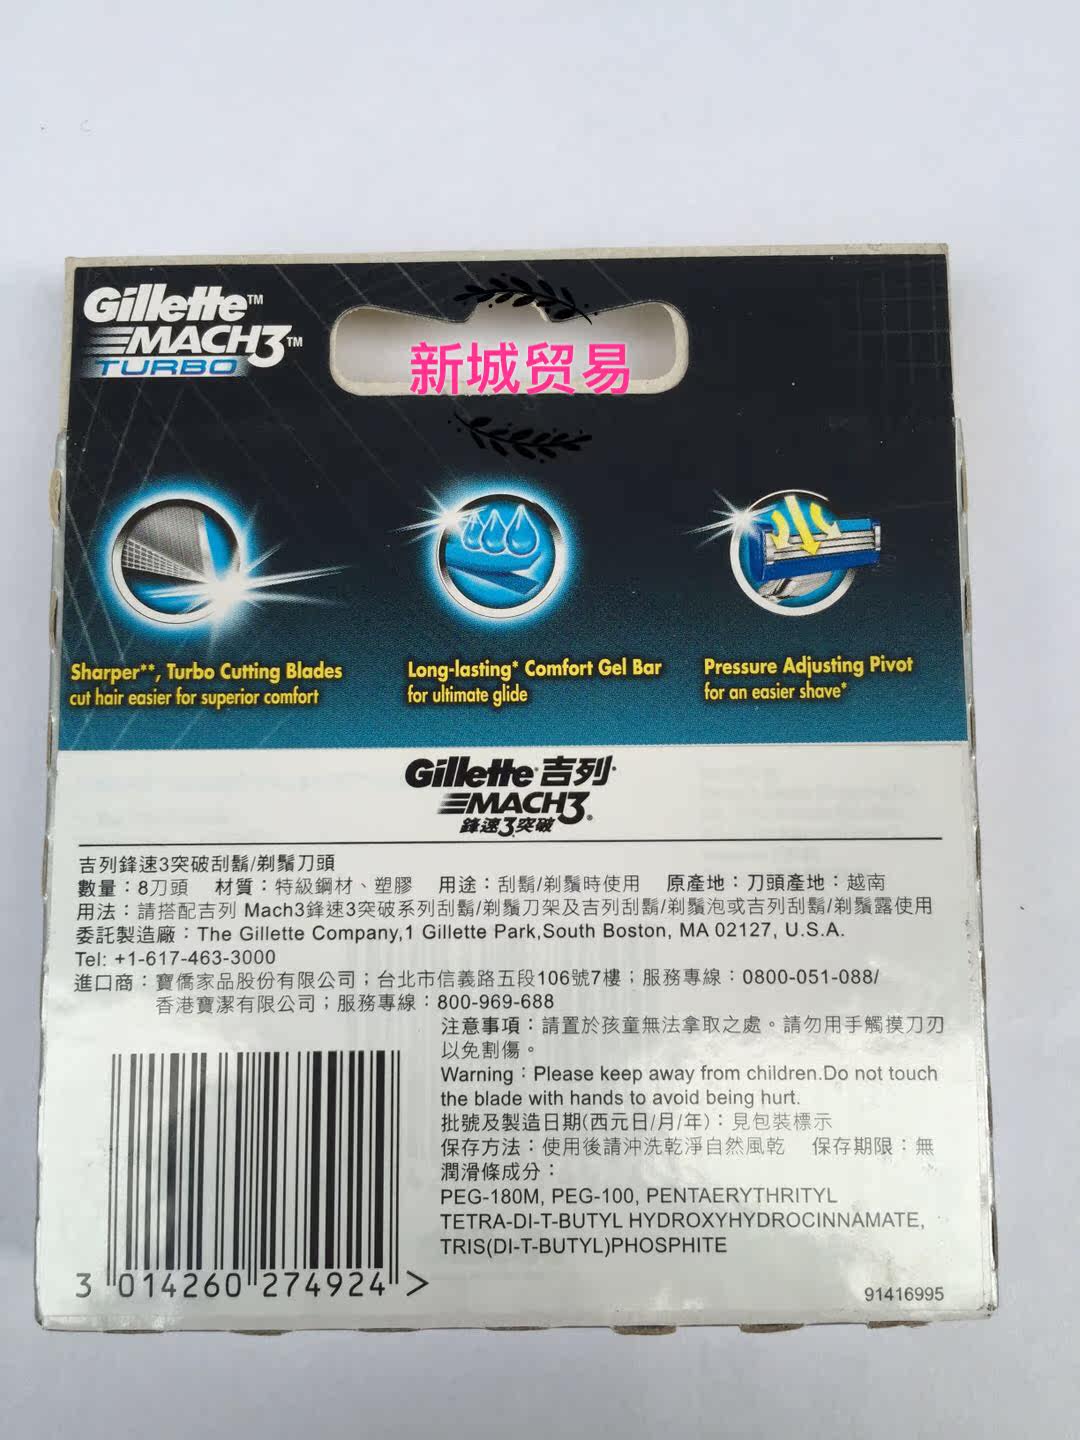 Gillette™
MACH3™
TURBO
新城贸易
Sharper**, Turbo Cutting Blades
cut hair easier for superior comfort
Long-lasting* Comfort Gel Bar
for ultimate glide
Pressure Adjusting Pivot
for an easier shave*
Gillette®吉列®
MACH3®
鋒速3突破
吉列鋒速3突破刮鬍/剃鬚刀頭
數量：8刀頭 材質：特級鋼材、塑膠 用途：刮鬍/剃鬚時使用 原產地：刀頭產地：越南
用法：請搭配吉列 Mach3鋒速3突破系列刮鬍/剃鬚刀架及吉列刮鬍/剃鬚泡或吉列刮鬍/剃鬚露使用
委託製造廠：The Gillette Company,1 Gillette Park,South Boston, MA 02127, U.S.A.
Tel: +1-617-463-3000
進口商：寶僑家品股份有限公司；台北市信義路五段106號7樓；服務專線：0800-051-088/
香港寶潔有限公司；服務專線：800-969-688
注意事項：請置於孩童無法拿取之處。請勿用手觸摸刀刃
以免割傷。
Warning：Please keep away from children.Do not touch
the blade with hands to avoid being hurt.
批號及製造日期(西元日/月/年)：見包裝標示
保存方法：使用後請沖洗乾淨自然風乾 保存期限：無
潤滑條成分：
PEG-180M, PEG-100, PENTAERYTHRITYL
TETRA-DI-T-BUTYL HYDROXYHYDROCINNAMATE,
TRIS(DI-T-BUTYL)PHOSPHITE
3 014260 274924 >
91416995